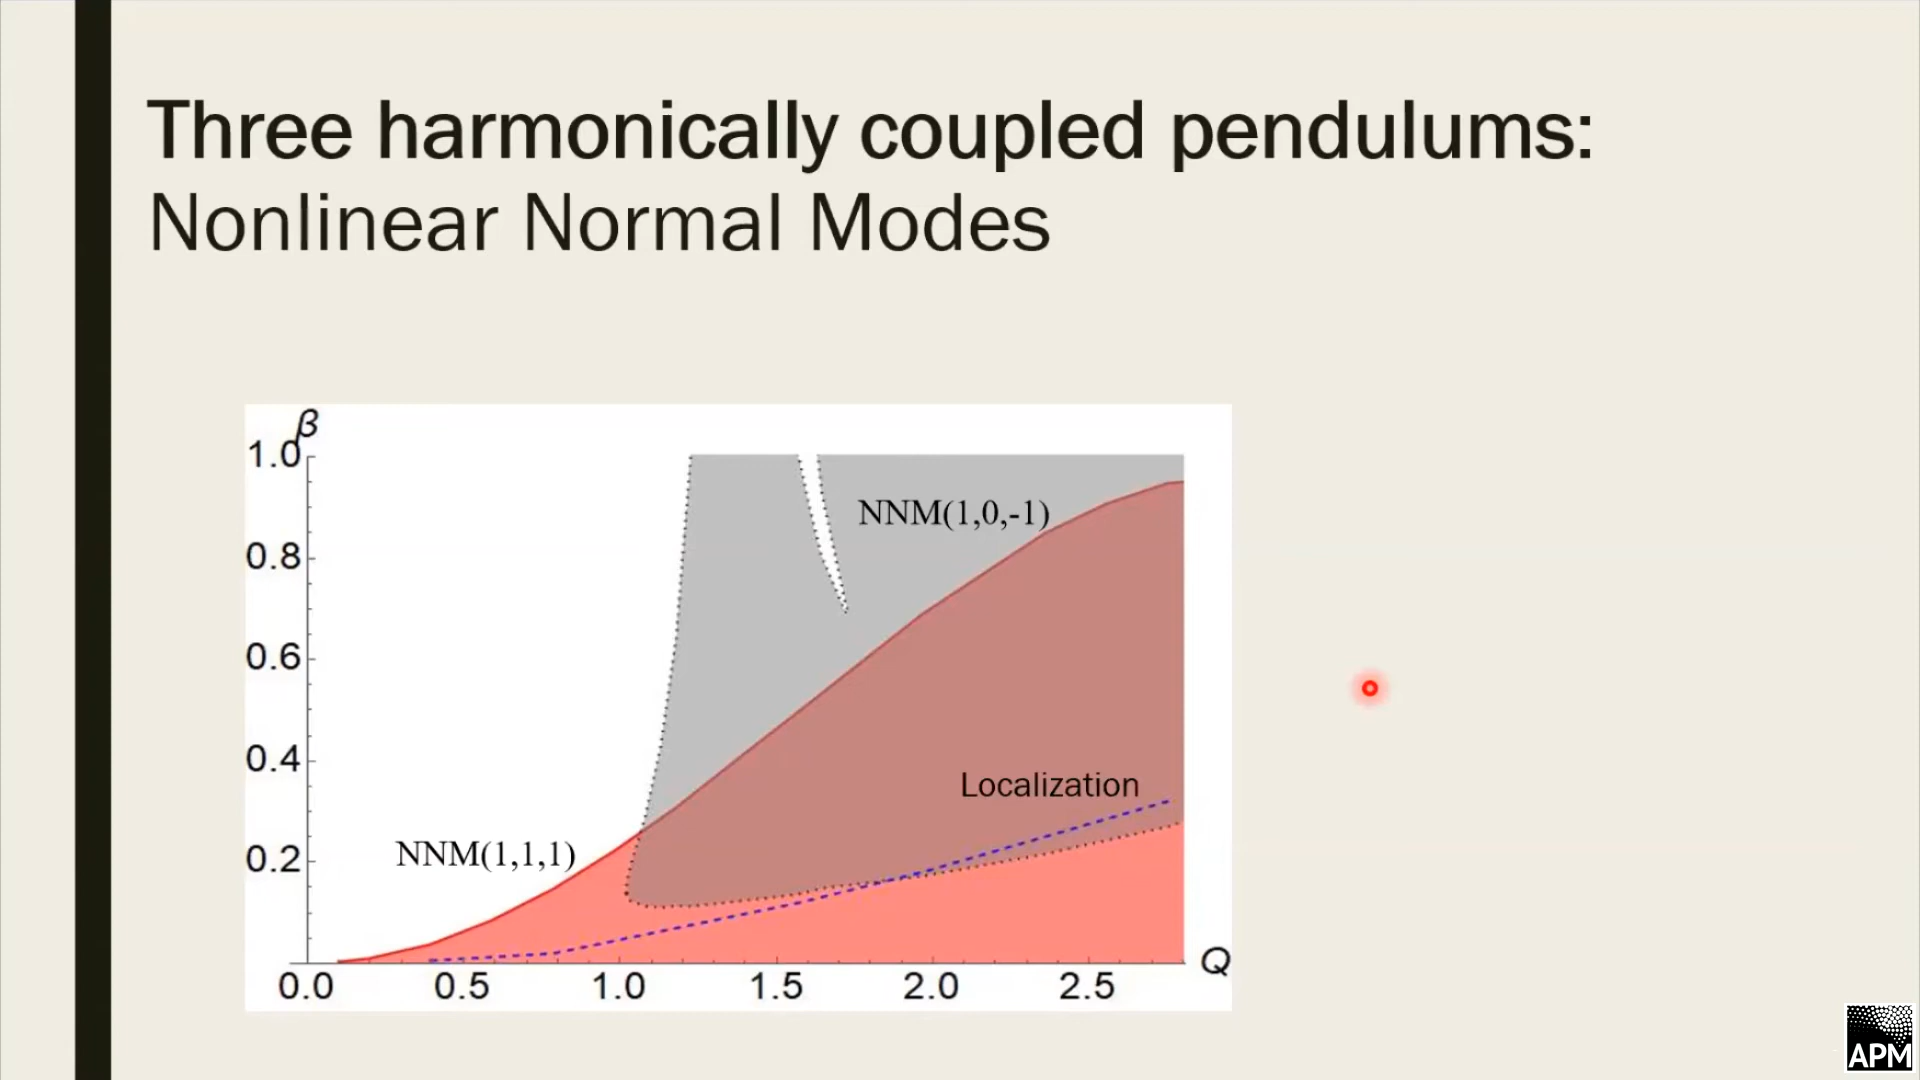 Three harmonically coupled pendulums:
Nonlinear Normal Modes
β
1.0
NNM(1,0,-1)
0.8
0.6
0.4
Localization
NNM(1,1,1)
0.2
Q
0.0 0.5 1.0 1.5 2.0 2.5
APM